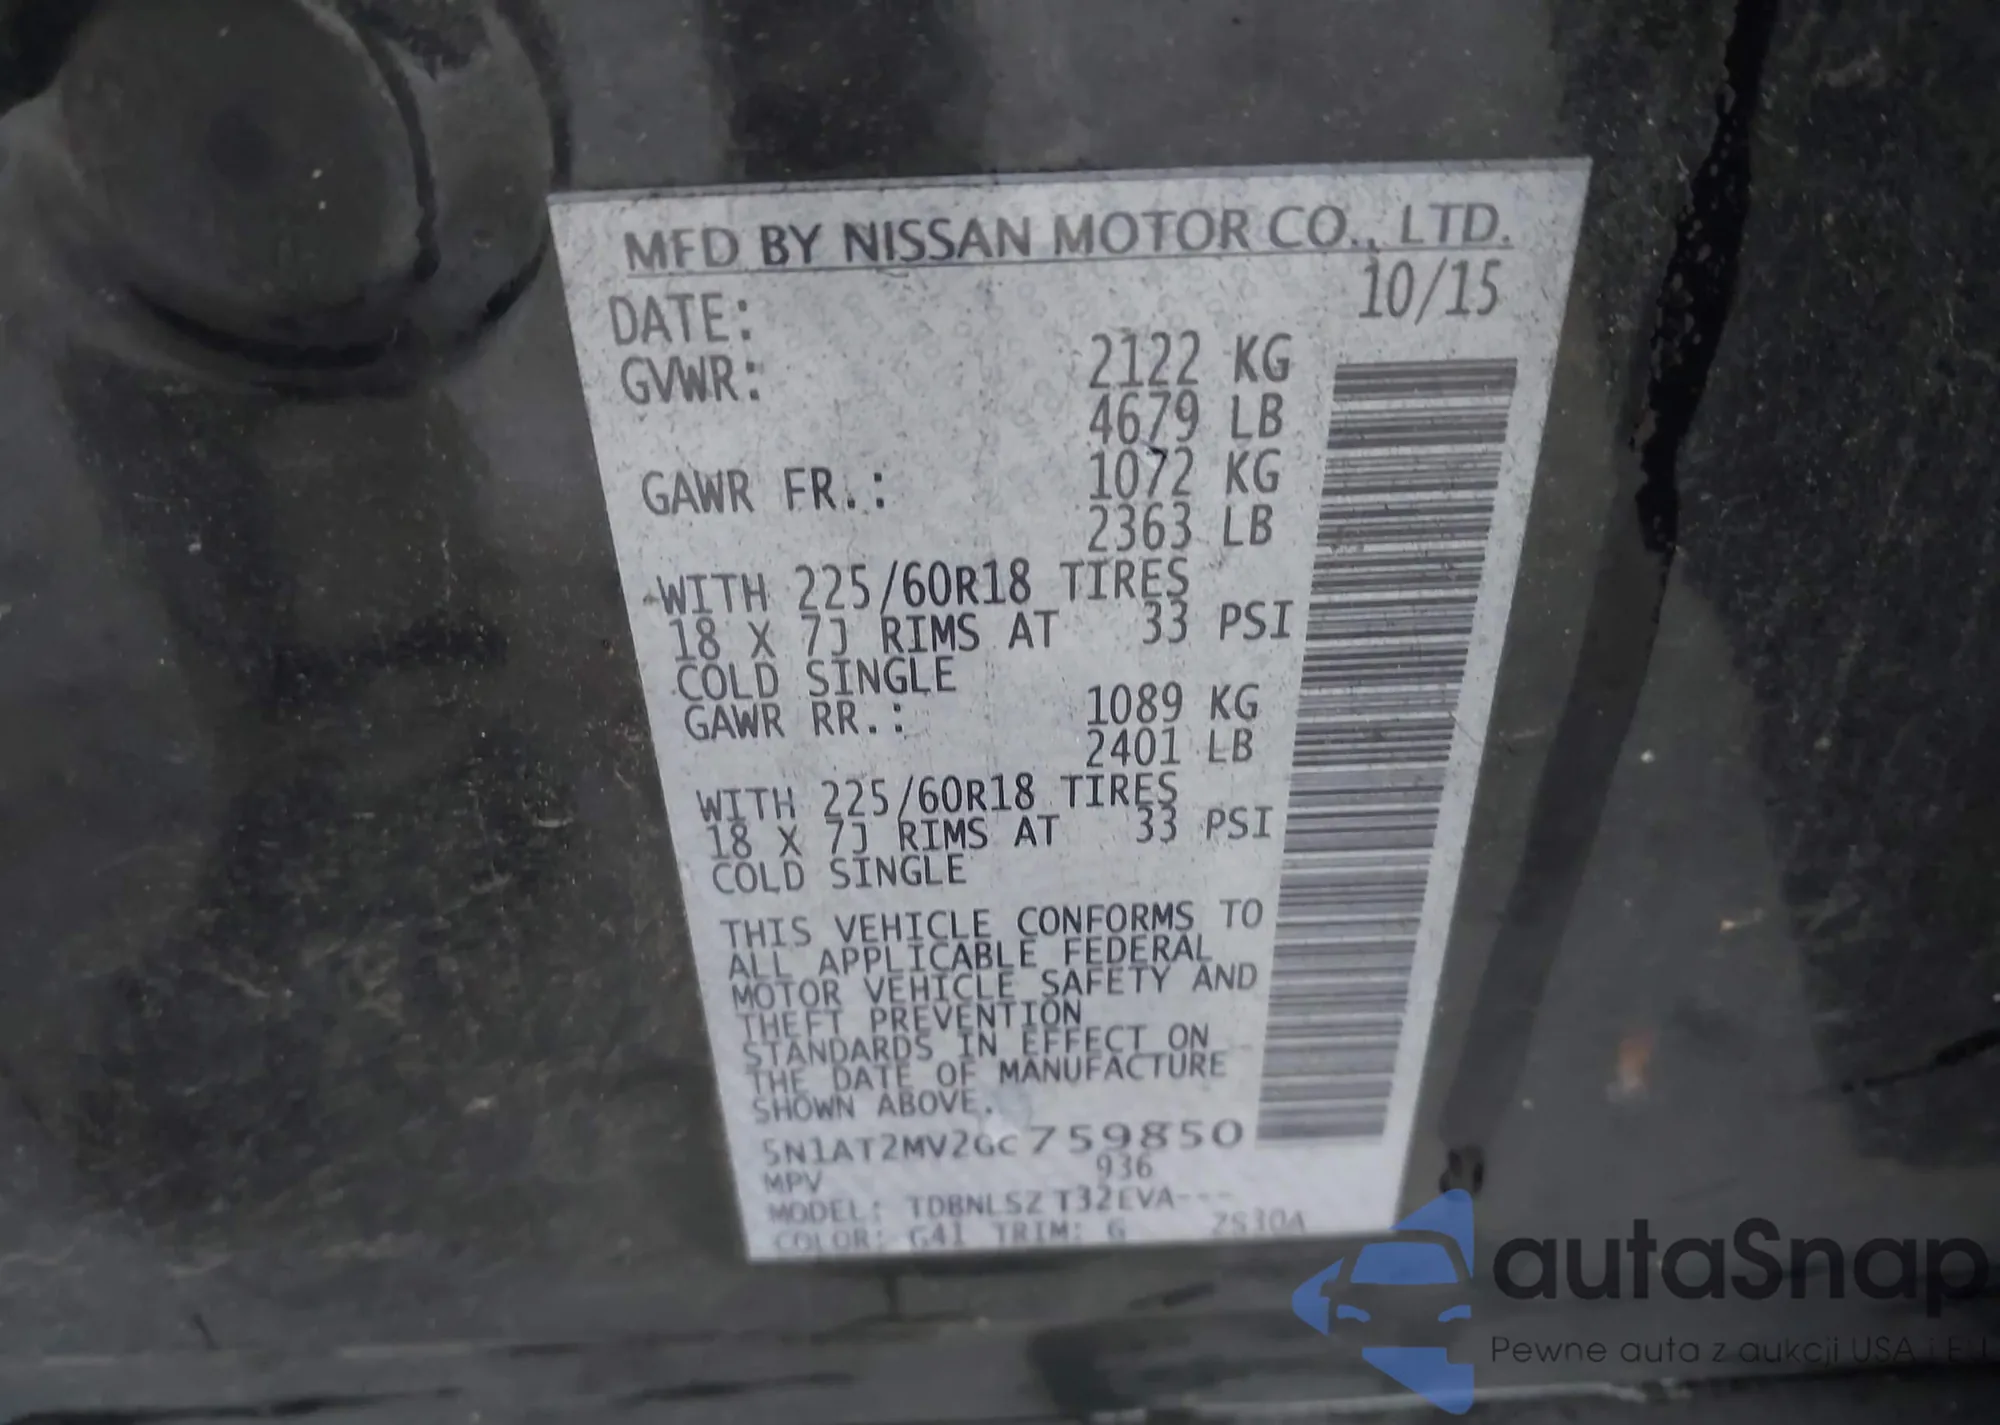 MFD BY NISSAN MOTOR CO., LTD.
DATE: 10/15
GVWR: 2122 KG
4679 LB
GAWR FR.: 1072 KG
2363 LB
WITH 225/60R18 TIRES
18 X 7J RIMS AT 33 PSI
COLD SINGLE
GAWR RR.: 1089 KG
2401 LB
WITH 225/60R18 TIRES
18 X 7J RIMS AT 33 PSI
COLD SINGLE
THIS VEHICLE CONFORMS TO
ALL APPLICABLE FEDERAL
MOTOR VEHICLE SAFETY AND
THEFT PREVENTION
STANDARDS IN EFFECT ON
THE DATE OF MANUFACTURE
SHOWN ABOVE.
5N1AT2MV2GC759850
MPV 936
MODEL: TDBNLSZ T32EVA---
COLOR: G41 TRIM: G ZS30A
autaSnap
Pewne auta z aukcji USA i EU